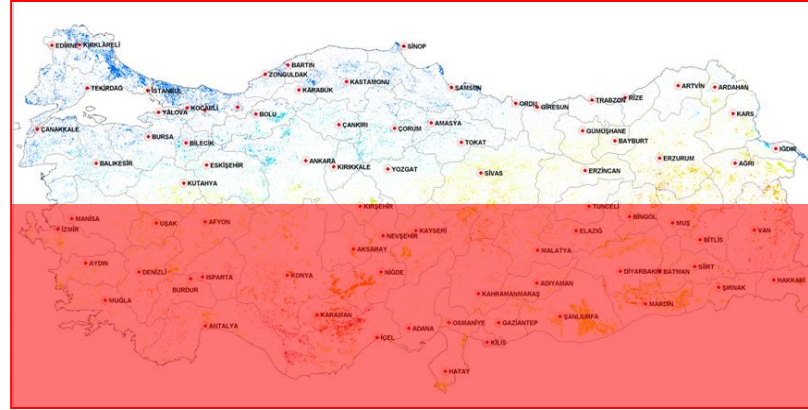 SİNOP
EDİRNE KIRKLARELİ
BARTIN
ZONGULDAK
KASTAMONU
KARABÜK
TEKİRDAĞ
İSTANBUL
SAMSUN
ARTVİN
ARDAHAN
RİZE
TRABZON
ORDU
GİRESUN
KOCAELİ
YALOVA
BOLU
KARS
ÇANAKKALE
ÇANKIRI
ÇORUM
AMASYA
GÜMÜŞHANE
BURSA
BİLECİK
TOKAT
BAYBURT
IĞDIR
BALIKESİR
ESKİŞEHİR
ANKARA
KIRIKKALE
YOZGAT
SİVAS
ERZİNCAN
ERZURUM
AĞRI
KUTAHYA
KIRŞEHİR
TUNCELİ
MANİSA
UŞAK
AFYON
BİNGÖL
MUŞ
İZMİR
NEVŞEHİR
KAYSERİ
ELAZIĞ
VAN
BİTLİS
AKSARAY
MALATYA
AYDIN
DENİZLİ
ISPARTA
BURDUR
KONYA
NİĞDE
DİYARBAKIR
BATMAN
SİİRT
HAKKARİ
ADIYAMAN
ŞIRNAK
MUĞLA
KAHRAMANMARAŞ
MARDİN
KARAMAN
ANTALYA
İÇEL
ADANA
OSMANİYE
GAZİANTEP
ŞANLIURFA
KİLİS
HATAY